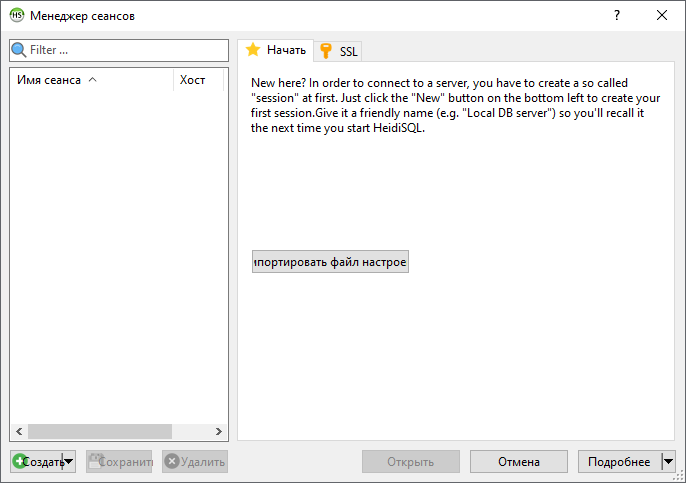 HS Менеджер сеансов
Filter ...
Имя сеанса Хост
Начать SSL
New here? In order to connect to a server, you have to create a so called
"session" at first. Just click the "New" button on the bottom left to create your
first session.Give it a friendly name (e.g. "Local DB server") so you'll recall it
the next time you start HeidiSQL.
мпортировать файл настрое
Создать Сохранить Удалить Открыть Отмена Подробнее